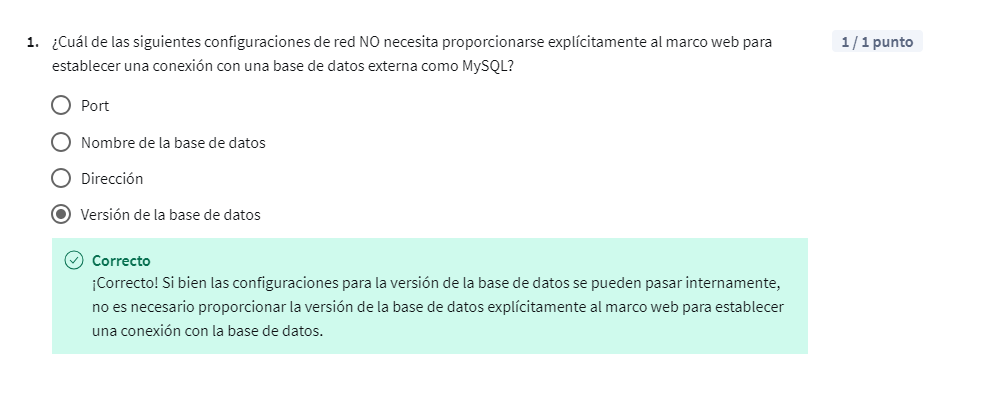 1. ¿Cuál de las siguientes configuraciones de red NO necesita proporcionarse explícitamente al marco web para
1 / 1 punto
establecer una conexión con una base de datos externa como MySQL?
Port
Nombre de la base de datos
Dirección
Versión de la base de datos
Correcto
¡Correcto! Si bien las configuraciones para la versión de la base de datos se pueden pasar internamente,
no es necesario proporcionar la versión de la base de datos explícitamente al marco web para establecer
una conexión con la base de datos.